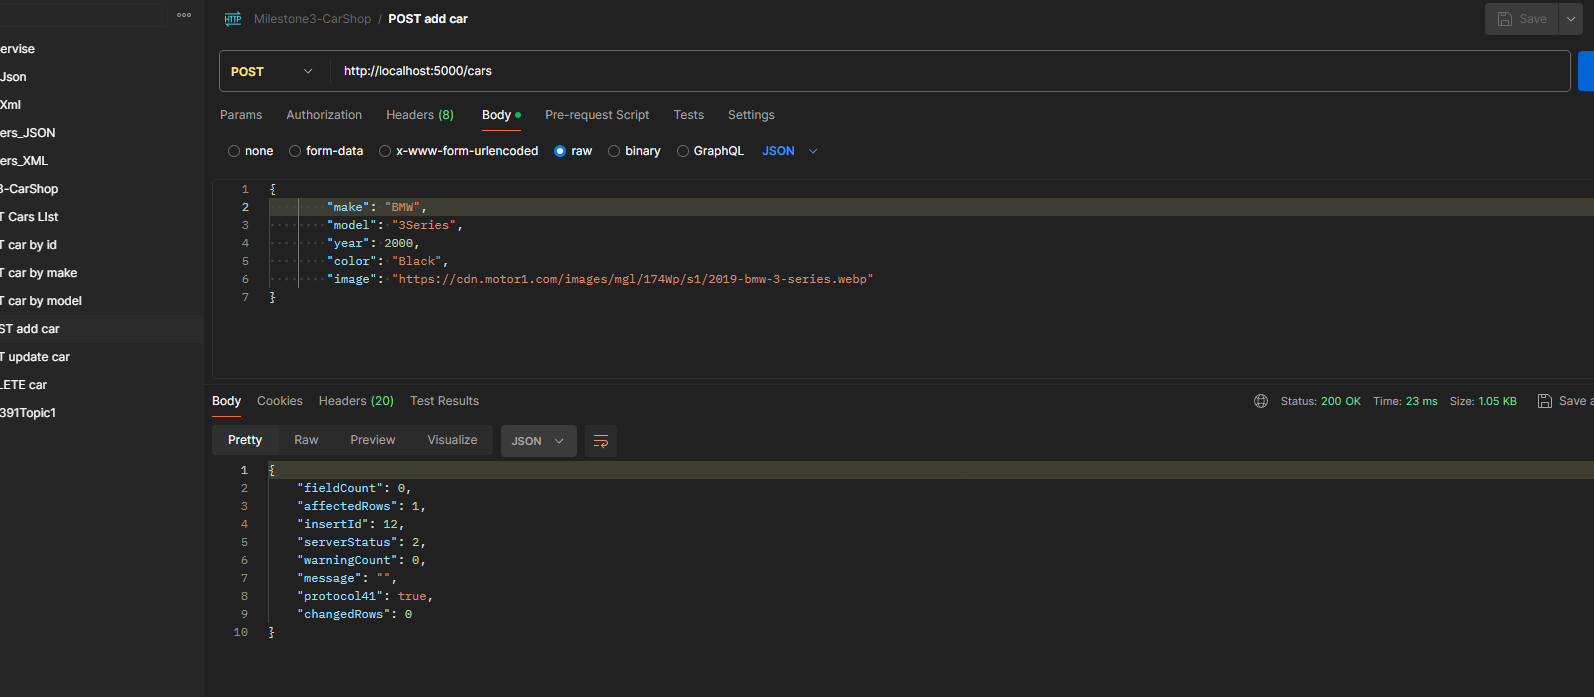 HTTP Milestone3-CarShop / POST add car
Save
ervise
Json
Xml
ers_JSON
ers_XML
3-CarShop
T Cars LIst
T car by id
T car by make
T car by model
ST add car
T update car
LETE car
391Topic1
POST http://localhost:5000/cars
Params Authorization Headers (8) Body Pre-request Script Tests Settings
none form-data x-www-form-urlencoded raw binary GraphQL JSON
1 {
2 "make": "BMW",
3 "model": "3Series",
4 "year": 2000,
5 "color": "Black",
6 "image": "https://cdn.motor1.com/images/mgl/174Wp/s1/2019-bmw-3-series.webp"
7 }
Body Cookies Headers (20) Test Results
Status: 200 OK Time: 23 ms Size: 1.05 KB Save a
Pretty Raw Preview Visualize JSON
1 {
2 "fieldCount": 0,
3 "affectedRows": 1,
4 "insertId": 12,
5 "serverStatus": 2,
6 "warningCount": 0,
7 "message": "",
8 "protocol41": true,
9 "changedRows": 0
10 }